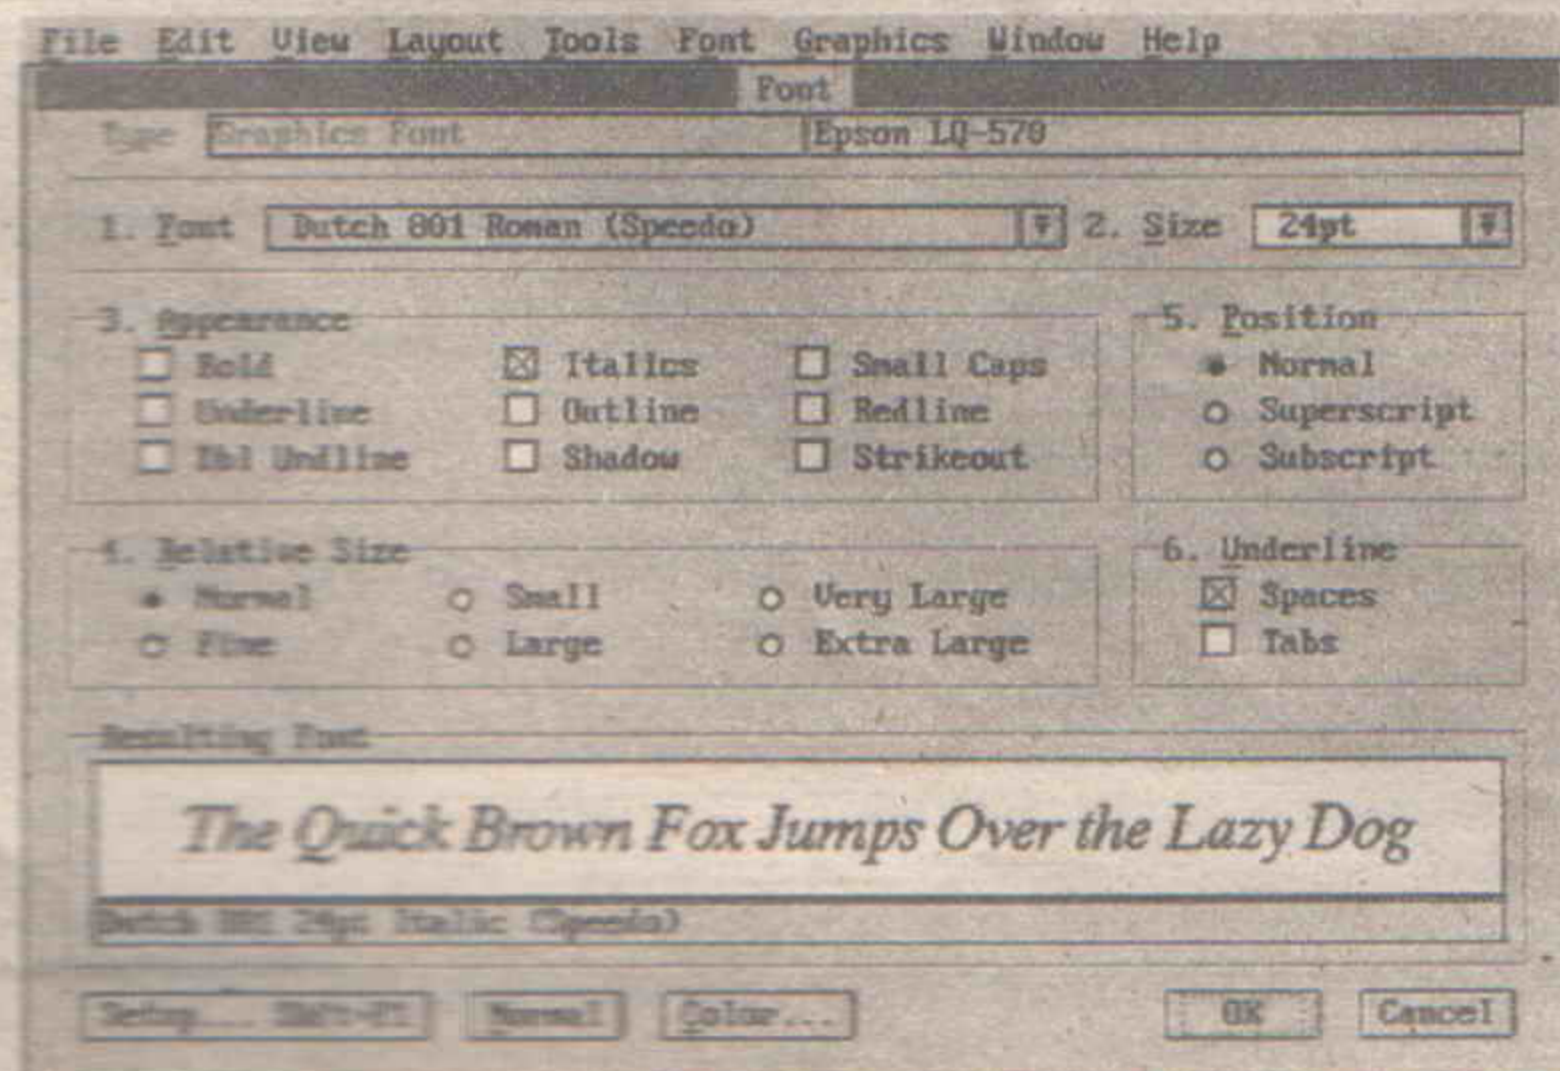 File Edit View Layout Tools Font Graphics Window Help
Font
Type Graphics Font Epson LQ-570
1. Font Dutch 801 Roman (Speedo) 2. Size 24pt
3. Appearance 5. Position
Bold Italics Small Caps Normal
Underline Outline Redline Superscript
Dbl Undline Shadow Strikeout Subscript
4. Relative Size 6. Underline
Normal Small Very Large Spaces
Fine Large Extra Large Tabs
Resulting Font
The Quick Brown Fox Jumps Over the Lazy Dog
Dutch 801 24pt Italic (Speedo)
Setup... Shft+F1 Normal Color... OK Cancel